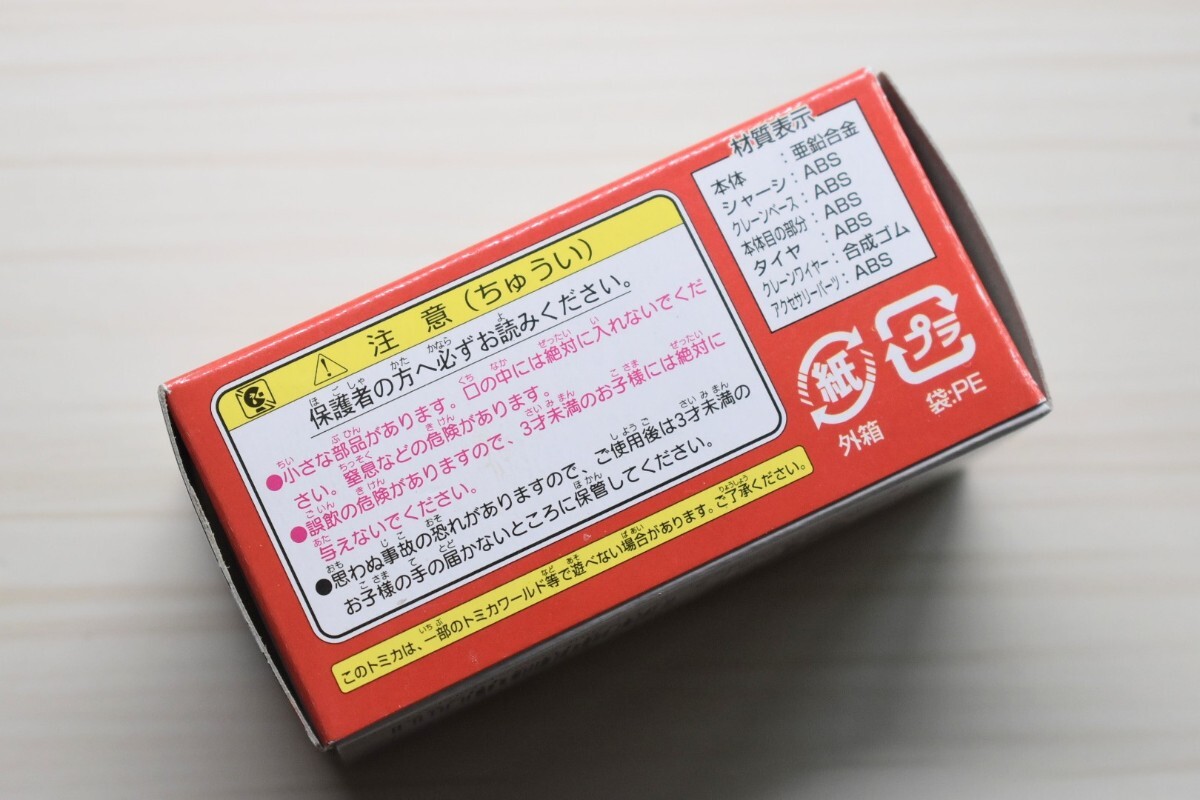 注意(ちゅうい)
保護者の方へ必ずお読みください。
●小さな部品があります。口の中には絶対に入れないでくだ
さい。窒息などの危険があります。
●誤飲の危険がありますので、3才未満のお子様には絶対に
与えないでください。
●思わぬ事故の恐れがありますので、ご使用後は3才未満の
お子様の手の届かないところに保管してください。
このトミカは、一部のトミカワールド等で遊べない場合があります。ご了承ください。
材質表示
本体:亜鉛合金
シャーシ:ABS
クレーンベース:ABS
本体目の部分:ABS
タイヤ:ABS
クレーンワイヤー:合成ゴム
アクセサリーパーツ:ABS
紙
外箱
プラ
袋:PE